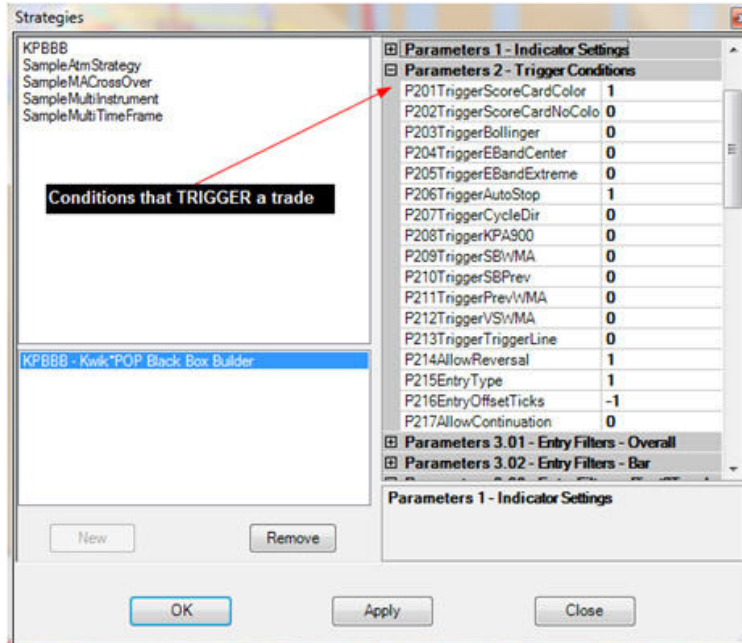 Strategies
KPBBB
SampleAtmStrategy
SampleMACrossOver
SampleMultiInstrument
SampleMultiTimeFrame
Conditions that TRIGGER a trade
KPBBB - Kwik*POP Black Box Builder
New
Remove
Parameters 1 - Indicator Settings
Parameters 2 - Trigger Conditions
P201TriggerScoreCardColor 1
P202TriggerScoreCardNoColo 0
P203TriggerBollinger 0
P204TriggerEBandCenter 0
P205TriggerEBandExtreme 0
P206TriggerAutoStop 1
P207TriggerCycleDir 0
P208TriggerKPA900 0
P209TriggerSBWMA 0
P210TriggerSBPrev 0
P211TriggerPrevWMA 0
P212TriggerVSWMA 0
P213TriggerTriggerLine 0
P214AllowReversal 1
P215EntryType 1
P216EntryOffsetTicks -1
P217AllowContinuation 0
Parameters 3.01 - Entry Filters - Overall
Parameters 3.02 - Entry Filters - Bar
Parameters 1 - Indicator Settings
OK
Apply
Close